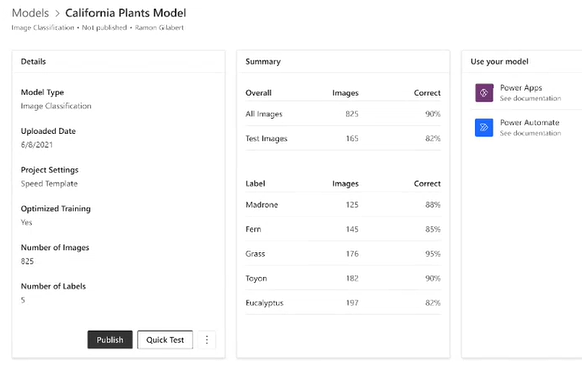 Models > California Plants Model
Image Classification • Not published • Ramon Gilabert
Details
Model Type
Image Classification
Uploaded Date
6/8/2021
Project Settings
Speed Template
Optimized Training
Yes
Number of Images
825
Number of Labels
5
Publish Quick Test
Summary
Overall Images Correct
All Images 825 90%
Test Images 165 82%
Label Images Correct
Madrone 125 88%
Fern 145 85%
Grass 176 95%
Toyon 182 90%
Eucalyptus 197 82%
Use your model
Power Apps
See documentation
Power Automate
See documentation